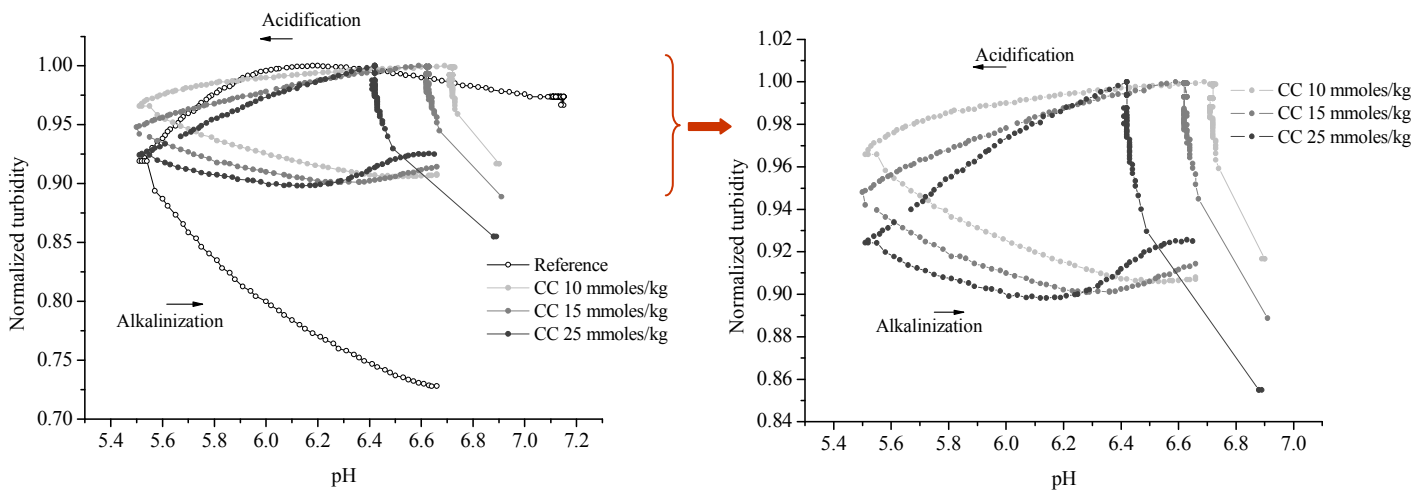 Acidification
1.00
0.95
0.90
0.85
0.80
0.75
0.70
Normalized turbidity
Reference
CC 10 mmoles/kg
CC 15 mmoles/kg
CC 25 mmoles/kg
Alkalinization
5.4 5.6 5.8 6.0 6.2 6.4 6.6 6.8 7.0 7.2
pH
1.02
1.00
0.98
0.96
0.94
0.92
0.90
0.88
0.86
0.84
Normalized turbidity
Acidification
CC 10 mmoles/kg
CC 15 mmoles/kg
CC 25 mmoles/kg
Alkalinization
5.4 5.6 5.8 6.0 6.2 6.4 6.6 6.8 7.0
pH